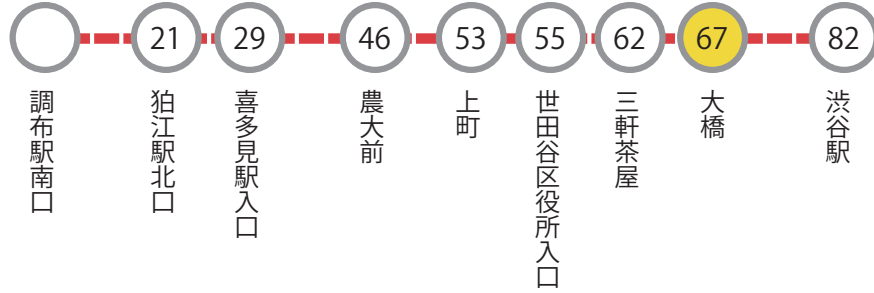 21
29
46
53
55
62
67
82
調布駅南口
狛江駅北口
喜多見駅入口
農大前
上町
世田谷区役所入口
三軒茶屋
大橋
渋谷駅